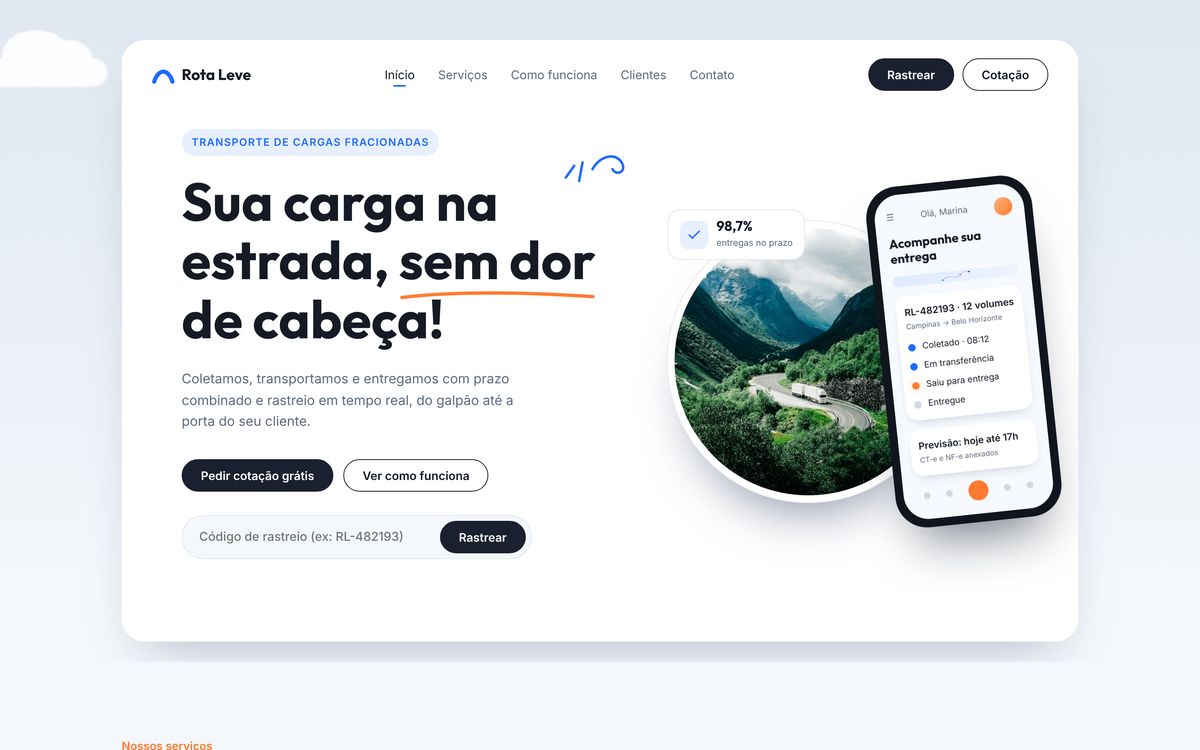 Rota Leve
Início
Serviços
Como funciona
Clientes
Contato
Rastrear
Cotação
TRANSPORTE DE CARGAS FRACIONADAS
Sua carga na
estrada, sem dor
de cabeça!
Coletamos, transportamos e entregamos com prazo
combinado e rastreio em tempo real, do galpão até a
porta do seu cliente.
Pedir cotação grátis
Ver como funciona
Código de rastreio (ex: RL-482193)
Rastrear
98,7%
entregas no prazo
Olá, Marina
Acompanhe sua
entrega
RL-482193 · 12 volumes
Campinas → Belo Horizonte
Coletado · 08:12
Em transferência
Saiu para entrega
Entregue
Previsão: hoje até 17h
CT-e e NF-e anexados
Nossos serviços